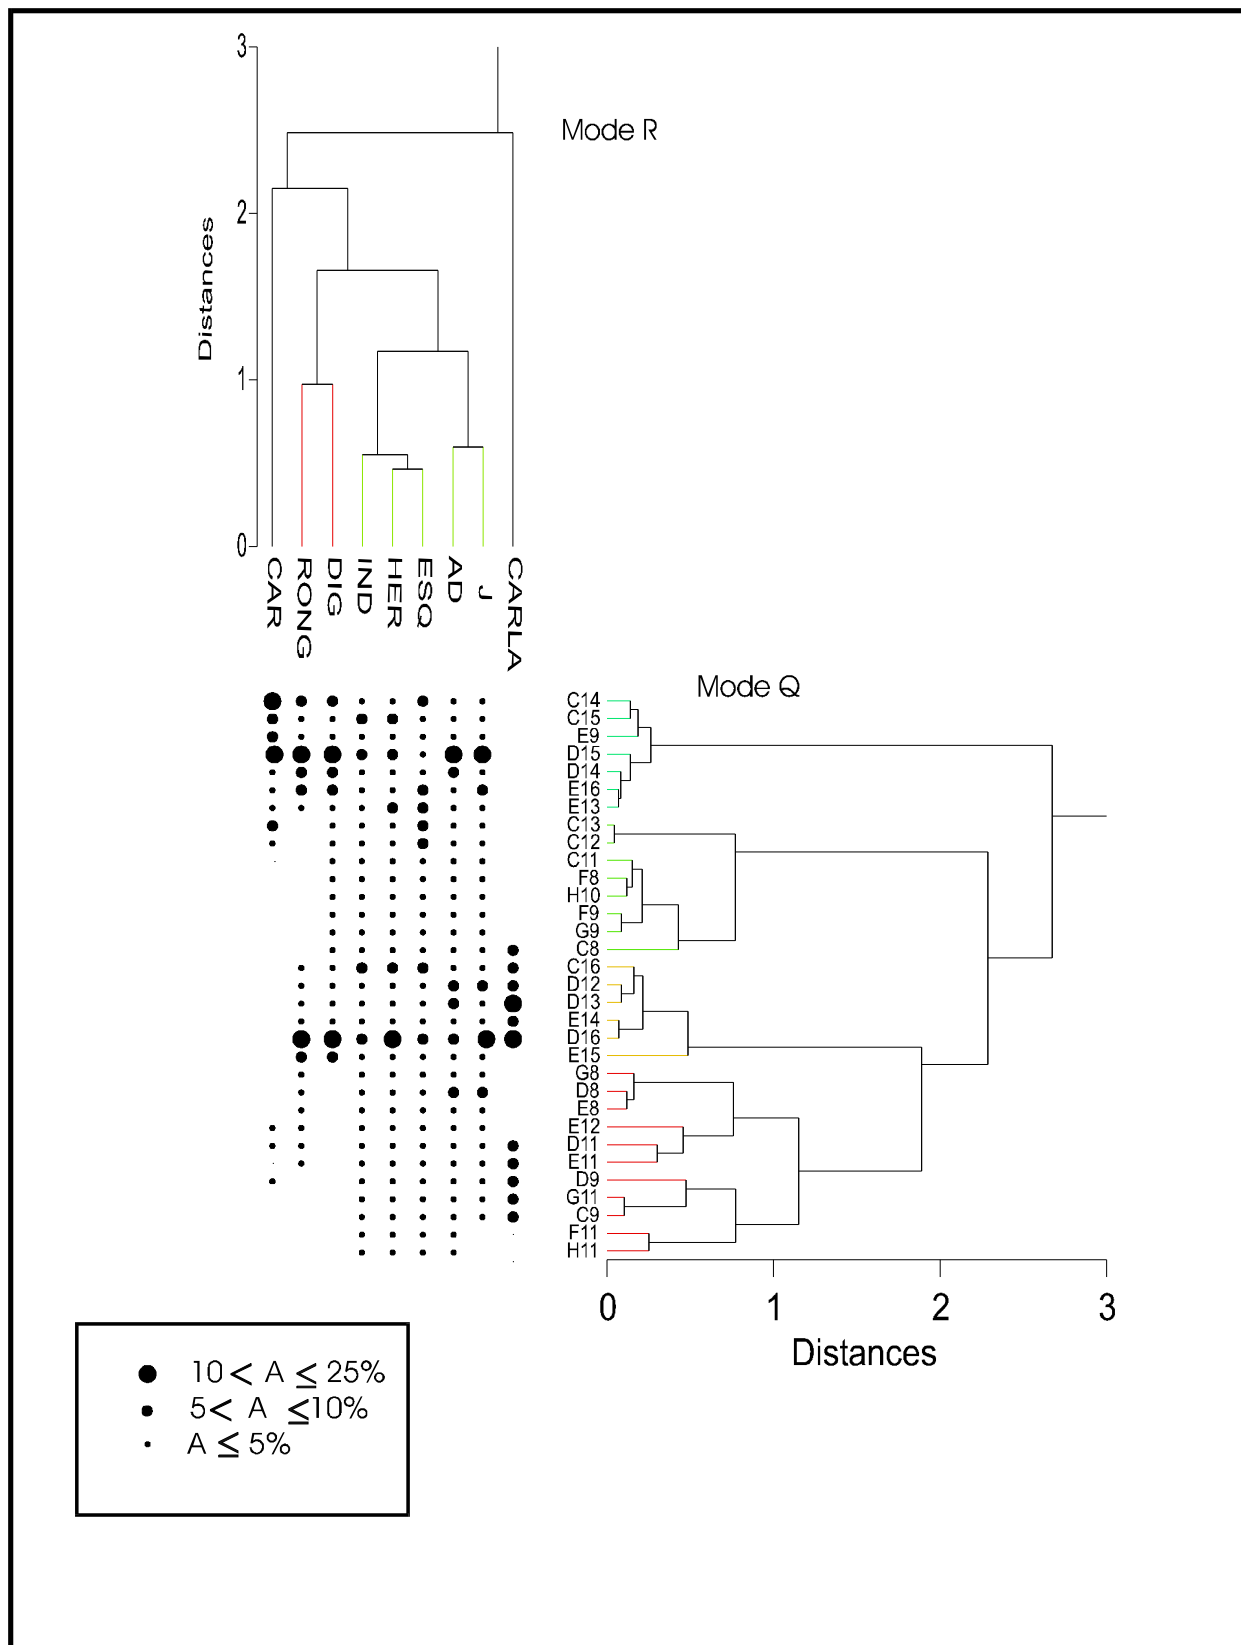 3
Mode R
2
Distances
1
0
CAR RONG DIG IND HER ESQ AD J CARLA
Mode Q
C14
C15
E9
D15
D14
E16
E13
C13
C12
C11
F8
H10
F9
G9
C8
C16
D12
D13
E14
D16
E15
G8
D8
E8
E12
D11
E11
D9
G11
C9
F11
H11
0 1 2 3
Distances
10 < A ≤ 25%
5 < A ≤ 10%
A ≤ 5%